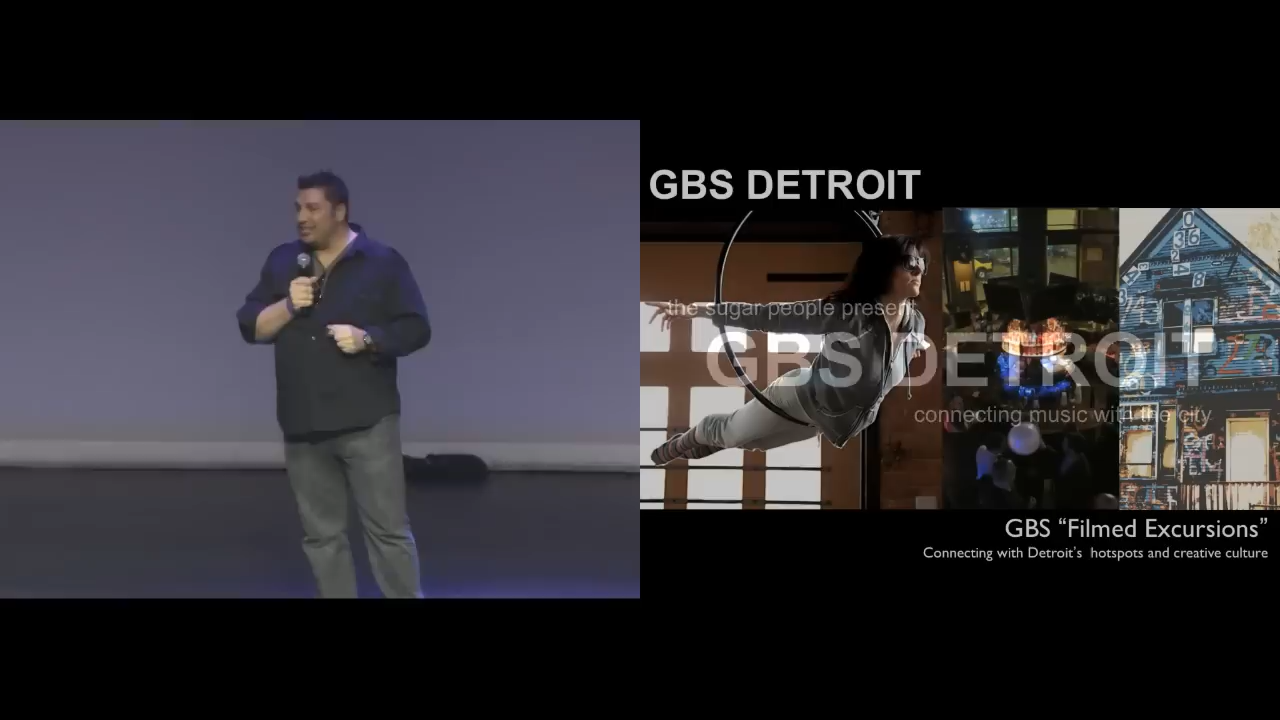 GBS DETROIT
the sugar people present
GBS DETROIT
connecting music with the city
GBS “Filmed Excursions”
Connecting with Detroit's hotspots and creative culture